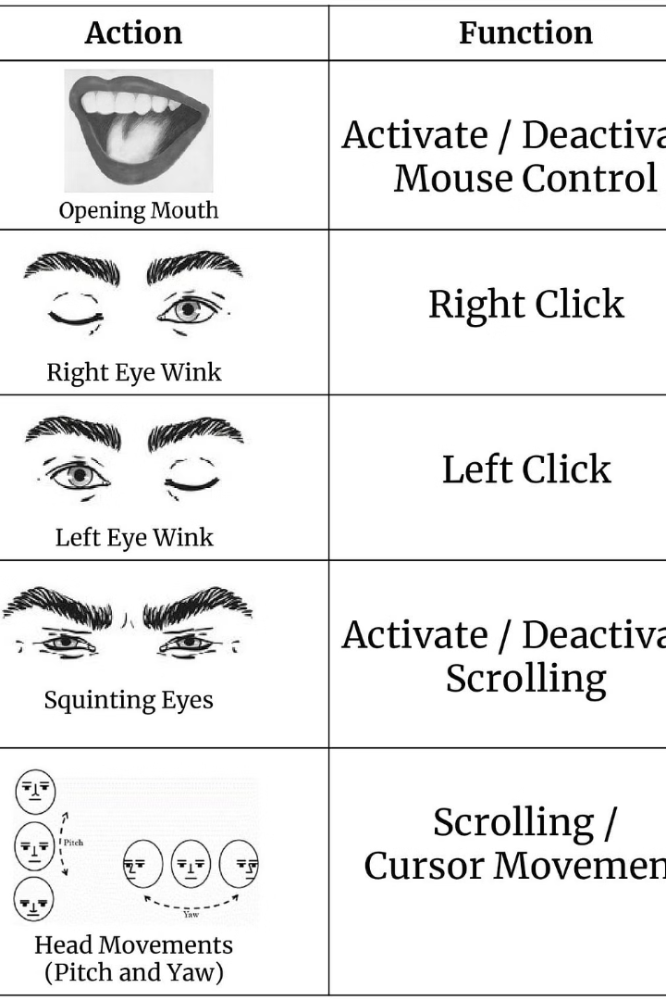 Action
Function
Opening Mouth
Activate / Deactiva
Mouse Control
Right Eye Wink
Right Click
Left Eye Wink
Left Click
Squinting Eyes
Activate / Deactiva
Scrolling
Pitch
Yaw
Head Movements
(Pitch and Yaw)
Scrolling /
Cursor Movemen